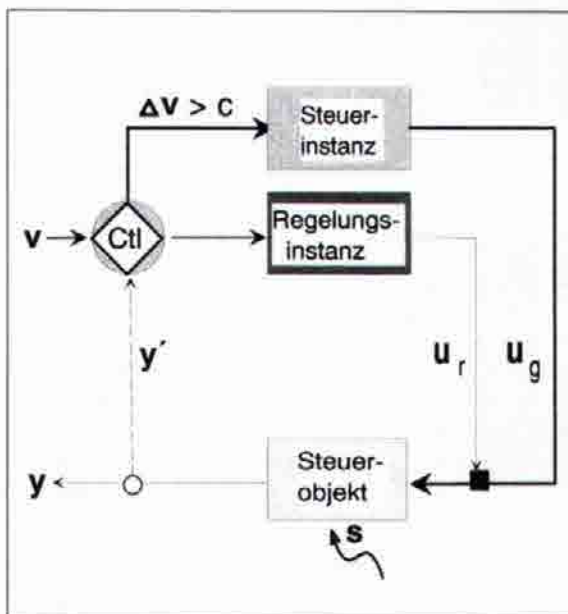 Δv > c
Steuer-
instanz
v
Ctl
Regelungs-
instanz
y´
u r
u g
y
Steuer-
objekt
s